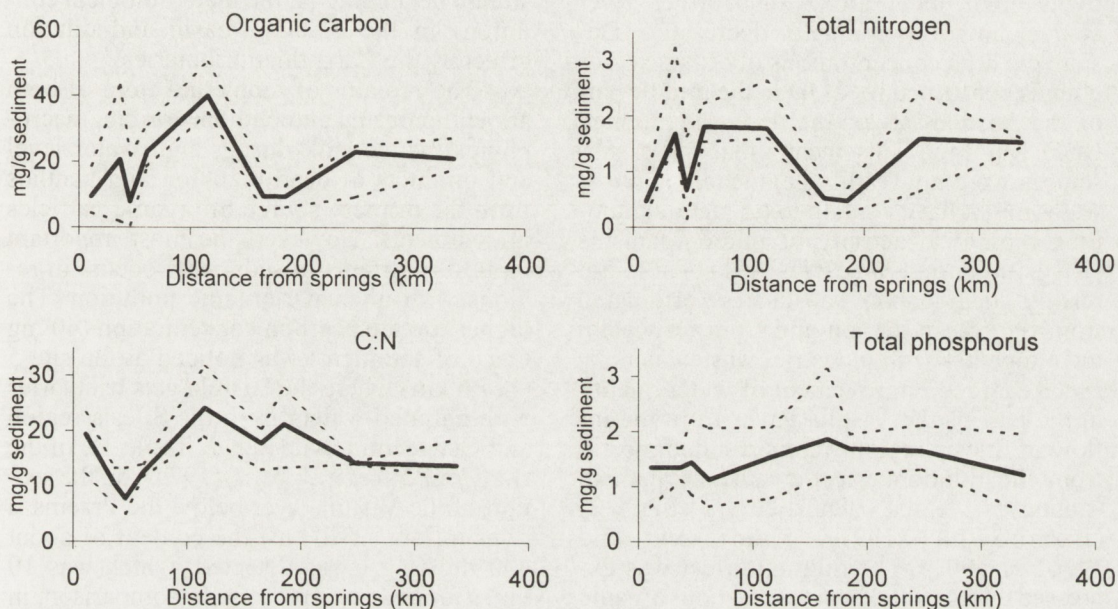 Organic carbon
60
40
20
0
mg/g sediment
0 100 200 300 400
Distance from springs (km)
Total nitrogen
3
2
1
0
mg/g sediment
0 100 200 300 400
Distance from springs (km)
C:N
30
20
10
0
mg/g sediment
0 100 200 300 400
Distance from springs (km)
Total phosphorus
3
2
1
0
mg/g sediment
0 100 200 300 400
Distance from springs (km)